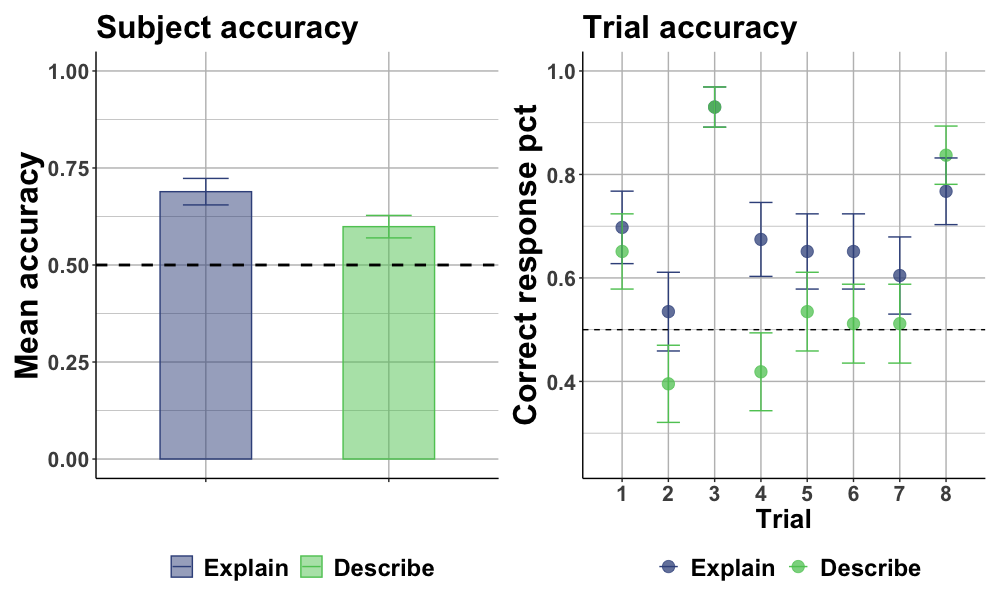 Subject accuracy
Mean accuracy
1.00
0.75
0.50
0.25
0.00
Explain
Describe
Trial accuracy
Correct response pct
1.0
0.8
0.6
0.4
1 2 3 4 5 6 7 8
Trial
Explain
Describe